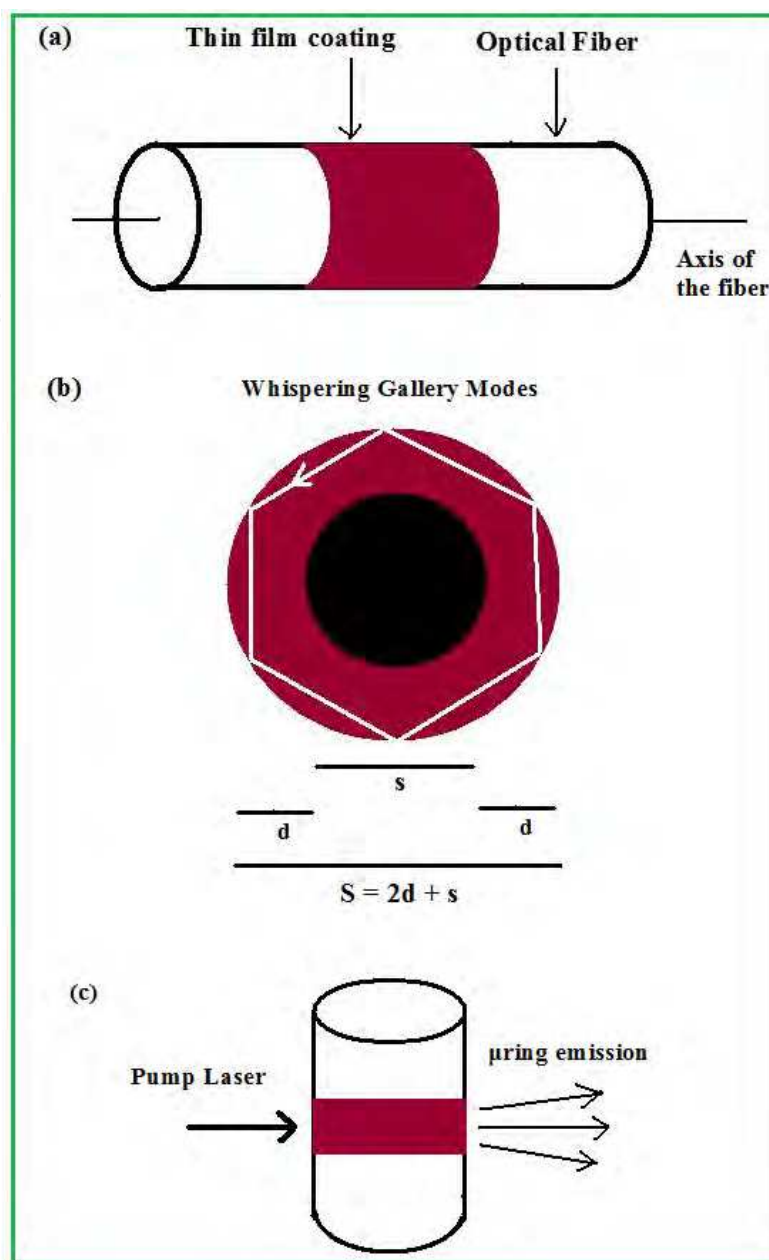 (a)
Thin film coating
Optical Fiber
Axis of
the fiber
(b)
Whispering Gallery Modes
s
d
d
S = 2d + s
(c)
Pump Laser
μring emission